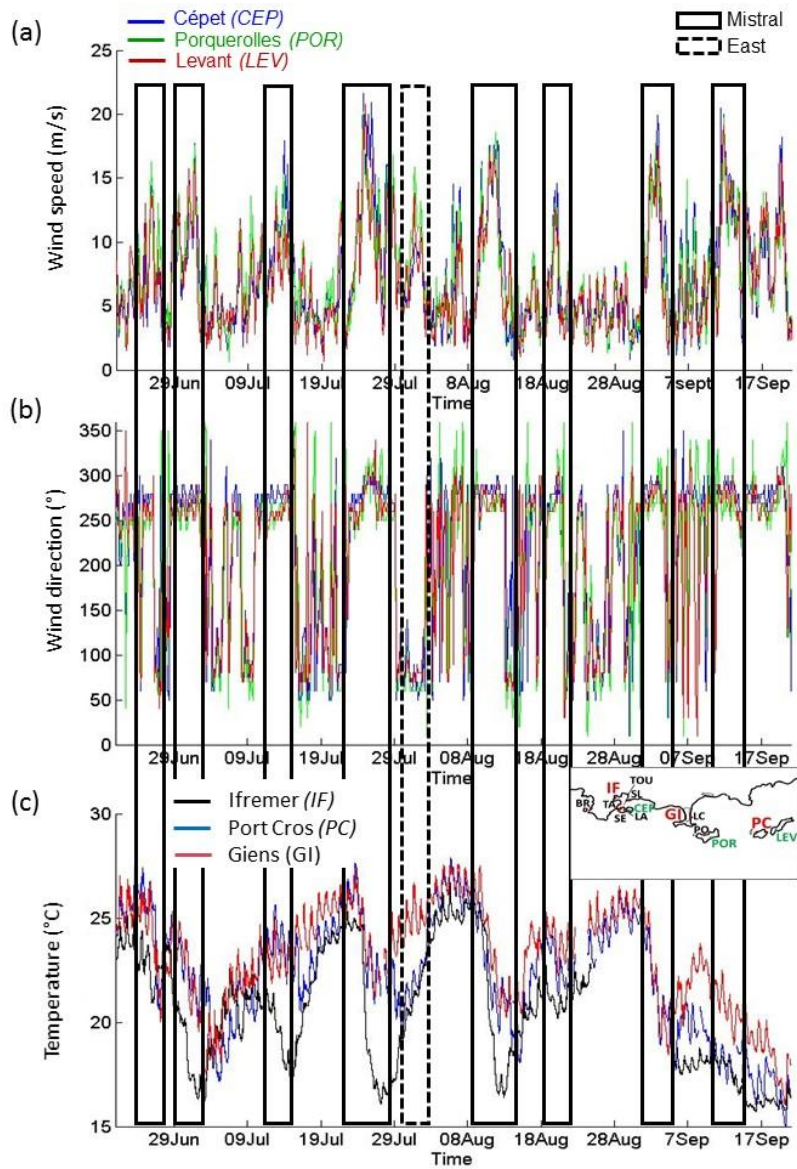 (a)
Cépet (CEP)
Porquerolles (POR)
Levant (LEV)
Mistral
East
Wind speed (m/s)
25
20
15
10
5
0
29Jun 09Jul 19Jul 29Jul 8Aug 18Aug 28Aug 7sept 17Sep
Time
(b)
Wind direction (°)
350
300
250
200
150
100
50
0
29Jun 09Jul 19Jul 29Jul 08Aug 18Aug 28Aug 07Sep 17Sep
Time
(c)
Ifremer (IF)
Port Cros (PC)
Giens (GI)
IF TOU
SL
BR TA CEP GI LC PC
SE LA PO POR LEV
Temperature (°C)
30
25
20
15
29Jun 09Jul 19Jul 29Jul 08Aug 18Aug 28Aug 7Sep 17Sep
Time